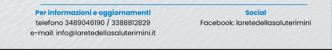 Per informazioni e aggiornamenti
telefono 3489046190 / 3388812829
e-mail: info@laretedellasaluterimini.it
Social
Facebook: laretedellasaluterimini